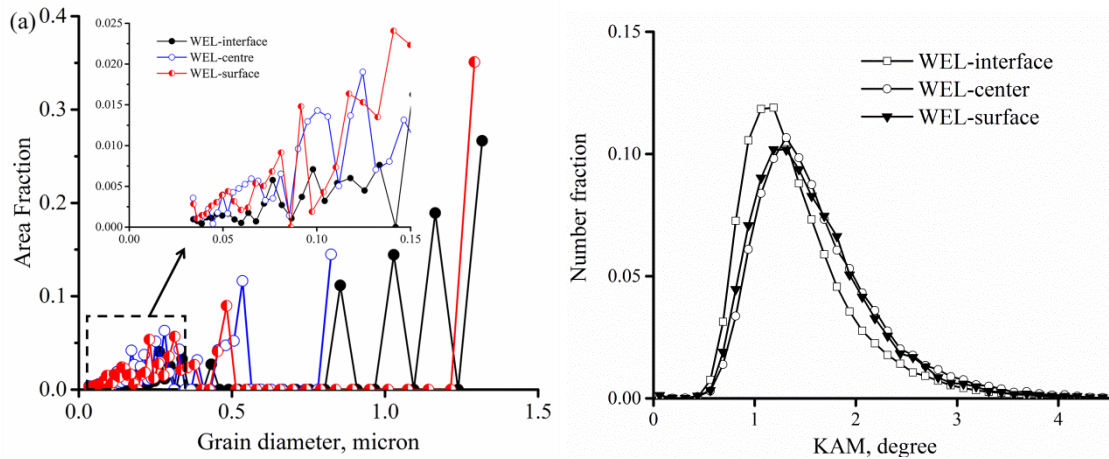 (a)
0.4
0.3
0.2
0.1
0.0
Area Fraction
0.0
0.5
1.0
1.5
Grain diameter, micron
0.025
0.020
0.015
0.010
0.005
0.000
0.00
0.05
0.10
0.15
WEL-interface
WEL-centre
WEL-surface
0.15
0.10
0.05
0.00
Number fraction
0
1
2
3
4
KAM, degree
WEL-interface
WEL-center
WEL-surface